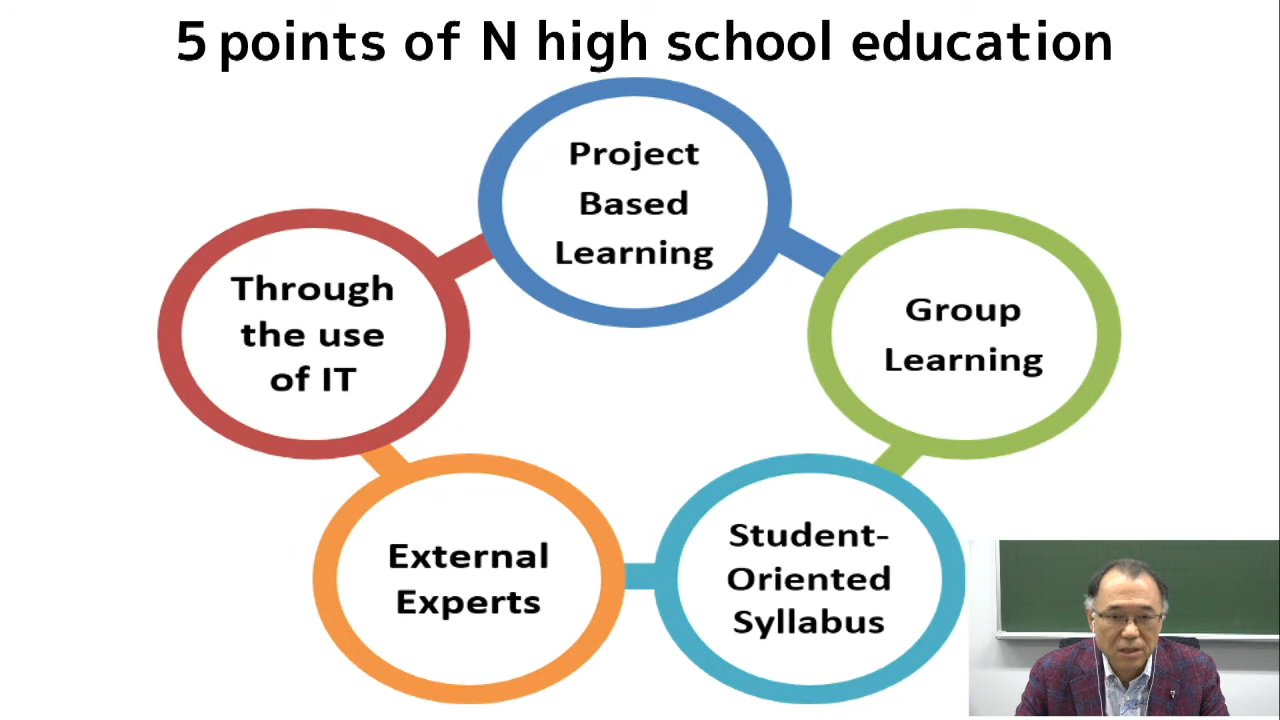 5 points of N high school education
Project
Based
Learning
Through
the use
of IT
Group
Learning
External
Experts
Student-
Oriented
Syllabus